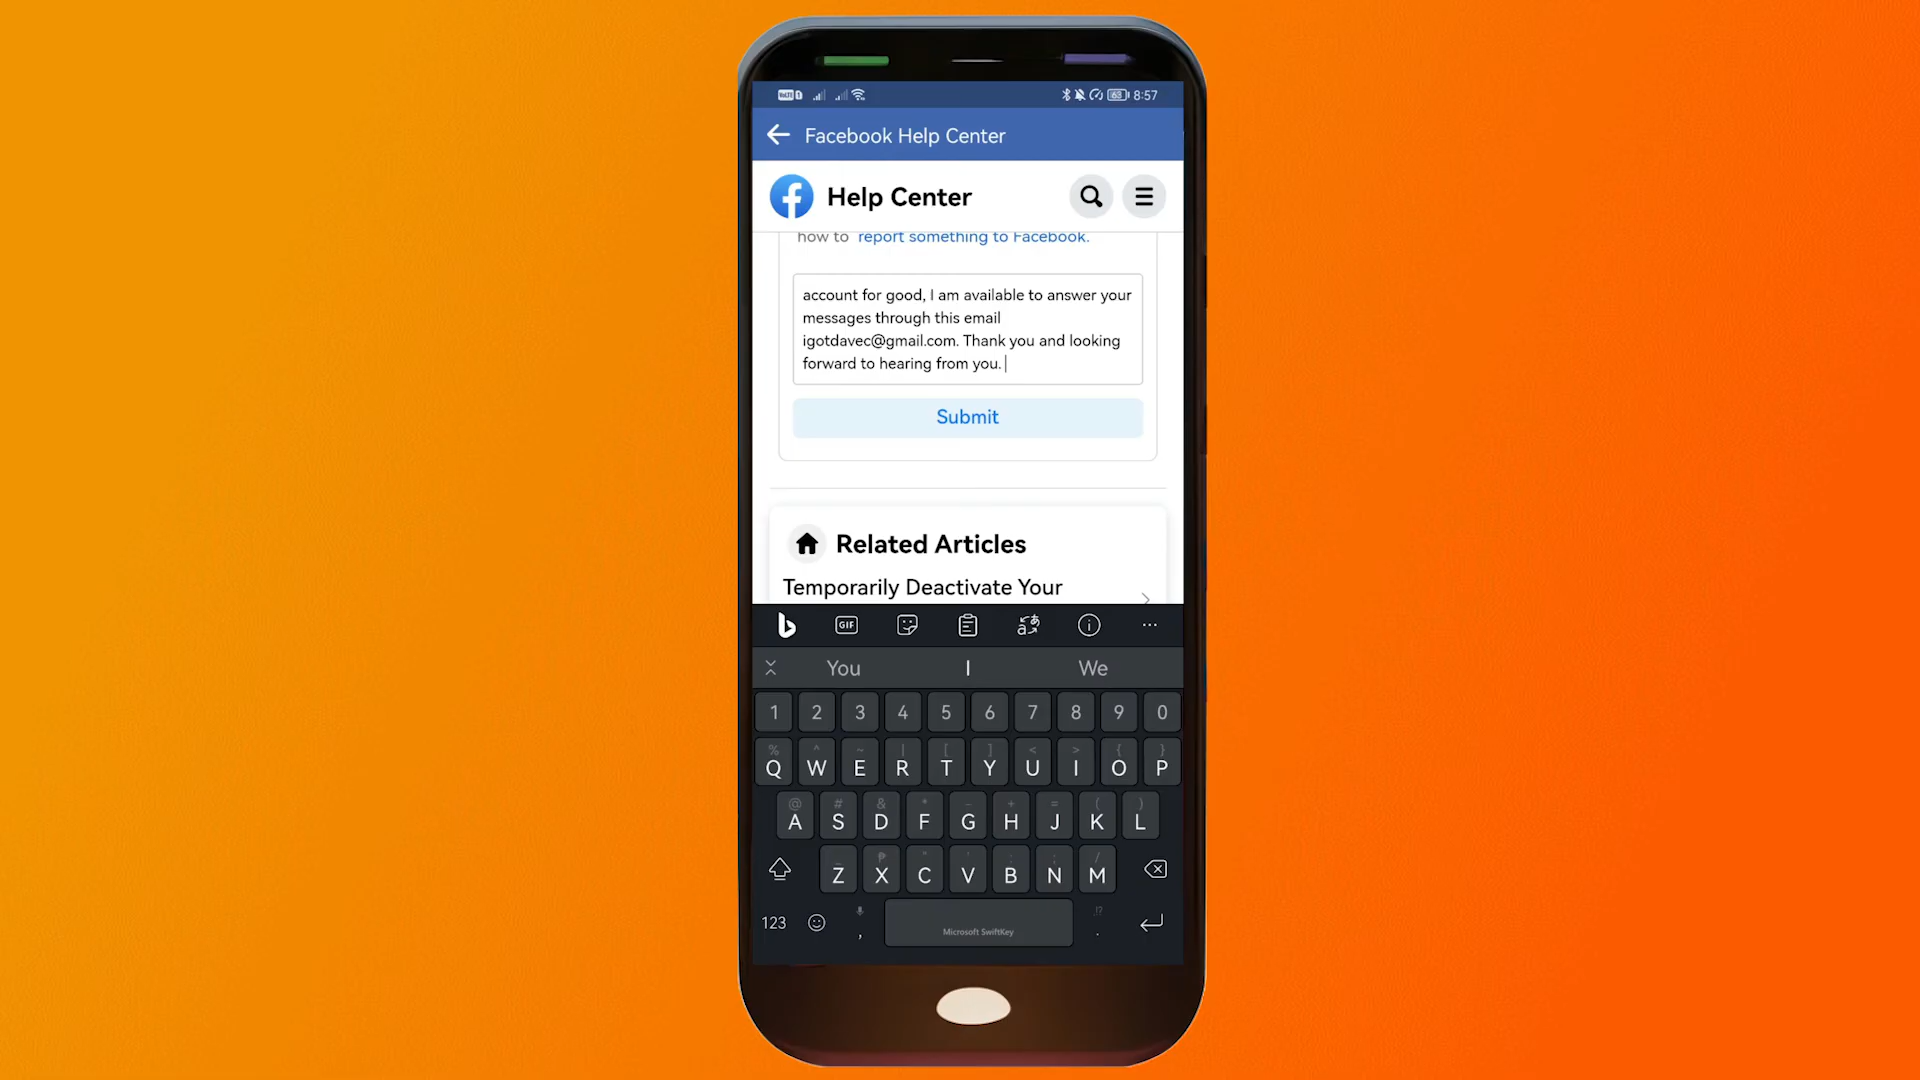 VoLTE 63 8:57
Facebook Help Center
Help Center
how to report something to Facebook.
account for good, I am available to answer your
messages through this email
igotdavec@gmail.com. Thank you and looking
forward to hearing from you.
Submit
Related Articles
Temporarily Deactivate Your
GIF
You I We
1 2 3 4 5 6 7 8 9 0
% ^ ~ | [ ] < > { }
Q W E R T Y U I O P
@ # & * - + = ( )
A S D F G H J K L
Z X C V B N M
123 , .
Microsoft SwiftKey